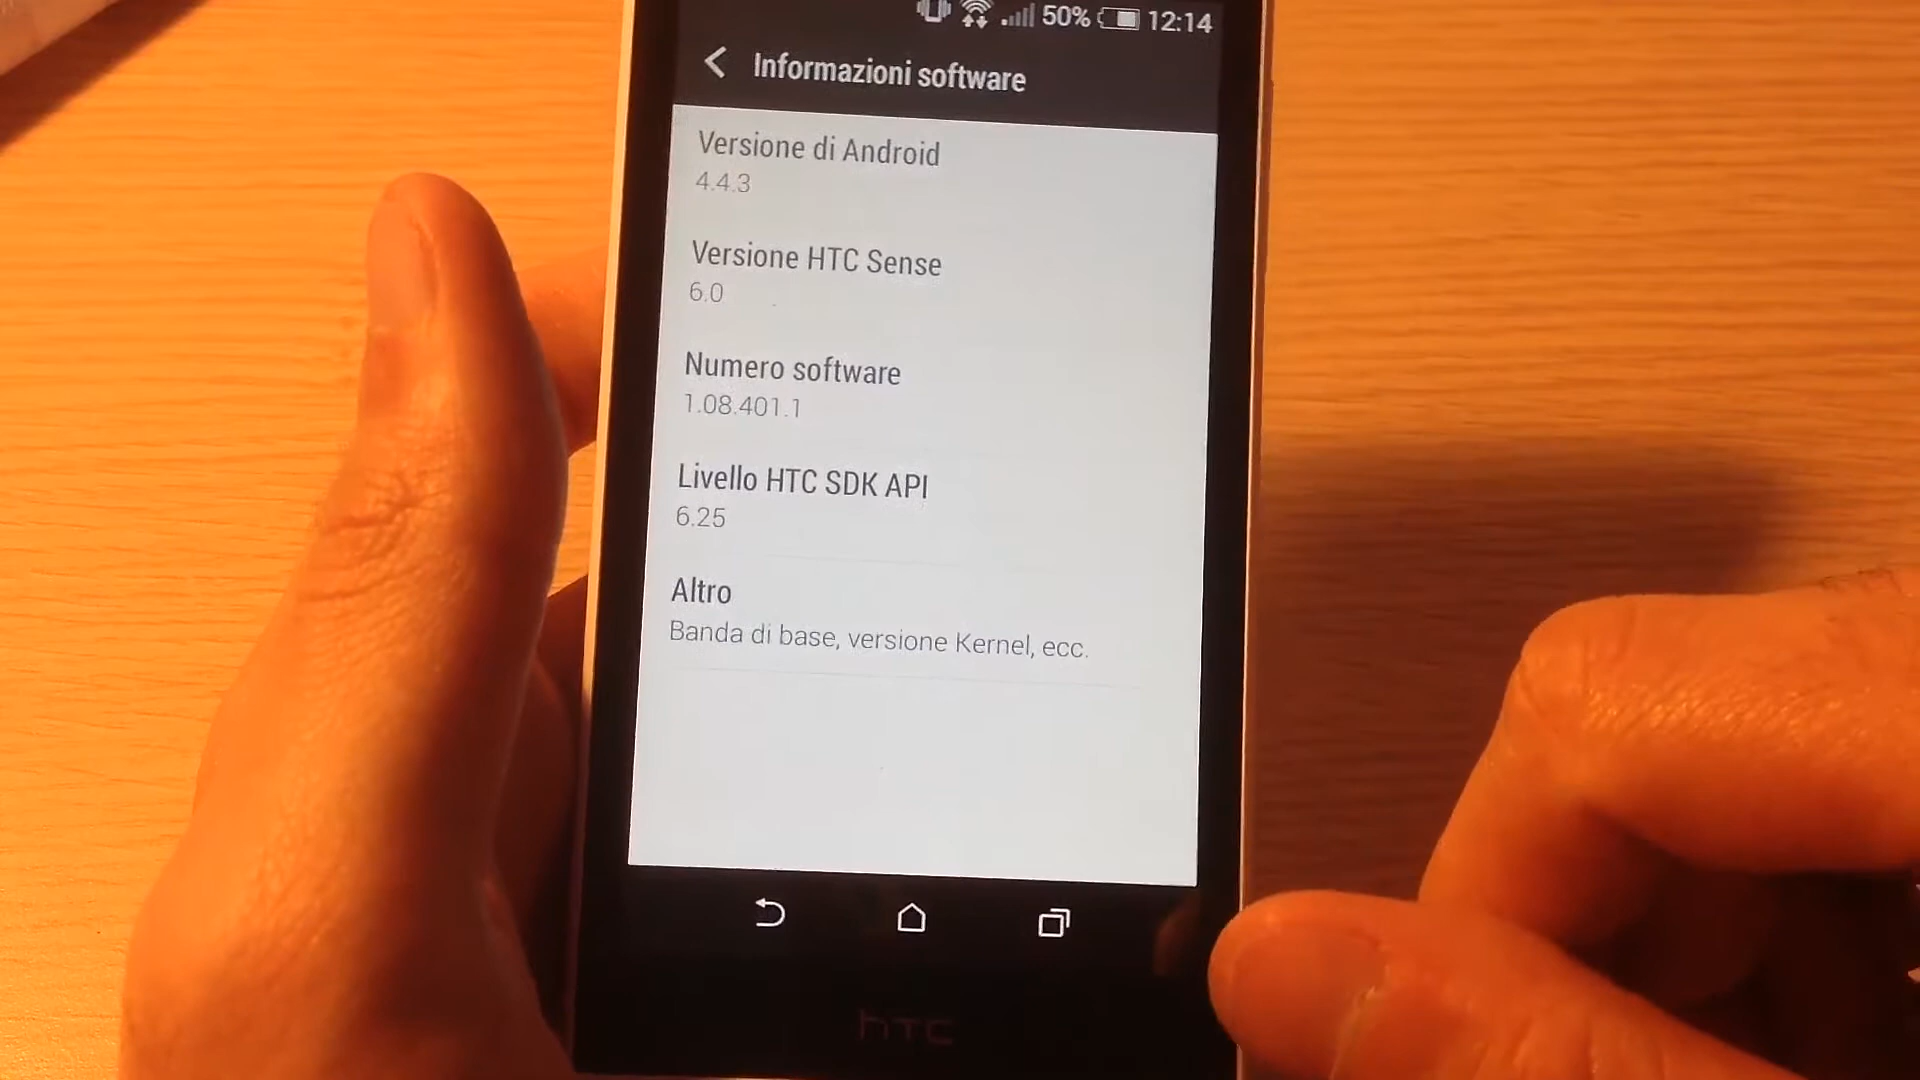 50% 12:14
Informazioni software
Versione di Android
4.4.3
Versione HTC Sense
6.0
Numero software
1.08.401.1
Livello HTC SDK API
6.25
Altro
Banda di base, versione Kernel, ecc.
hTC